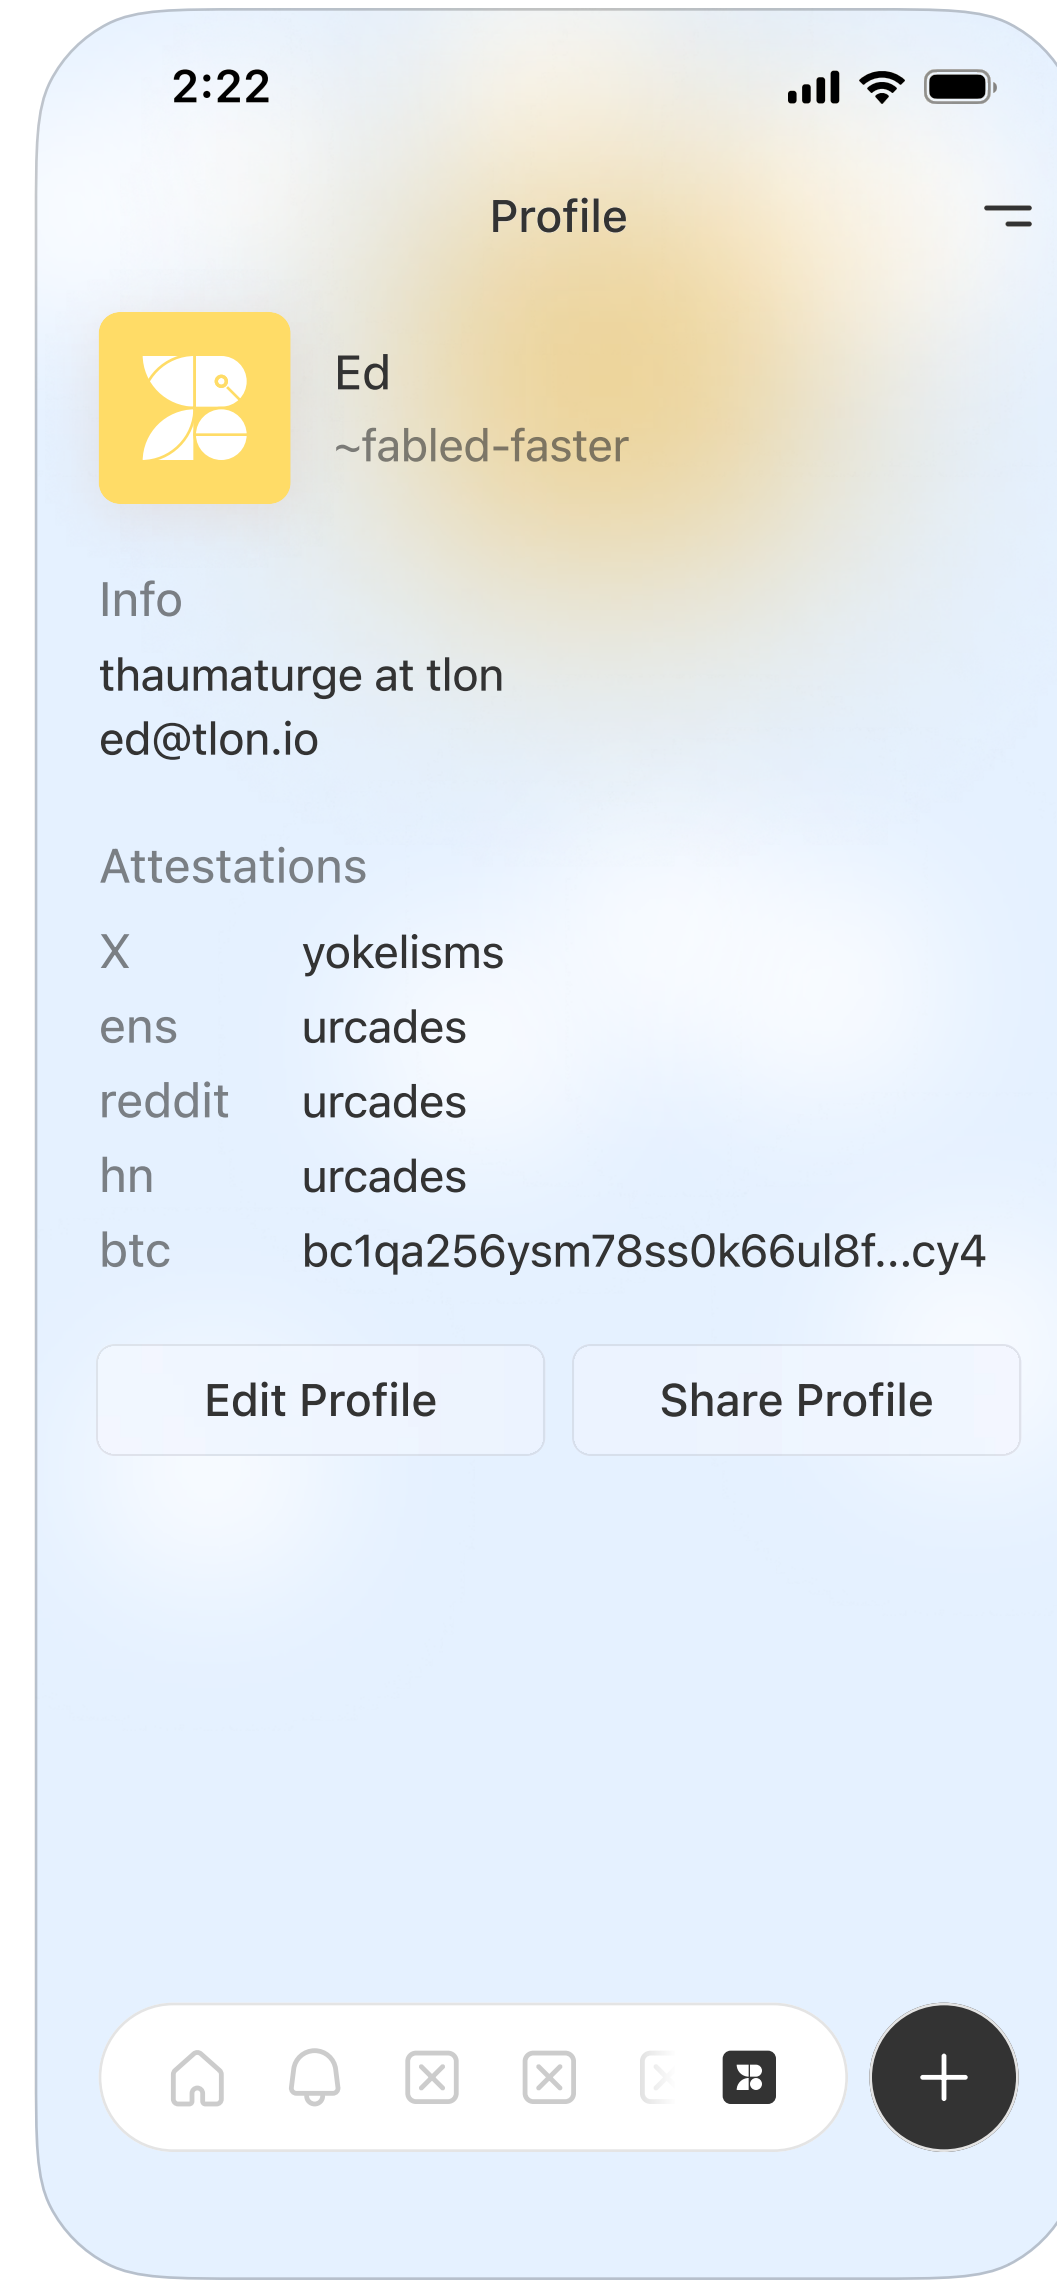 2:22
Profile
Ed
~fabled-faster
Info
thaumaturge at tlon
ed@tlon.io
Attestations
X yokelisms
ens urcades
reddit urcades
hn urcades
btc bc1qa256ysm78ss0k66ul8f...cy4
Edit Profile Share Profile